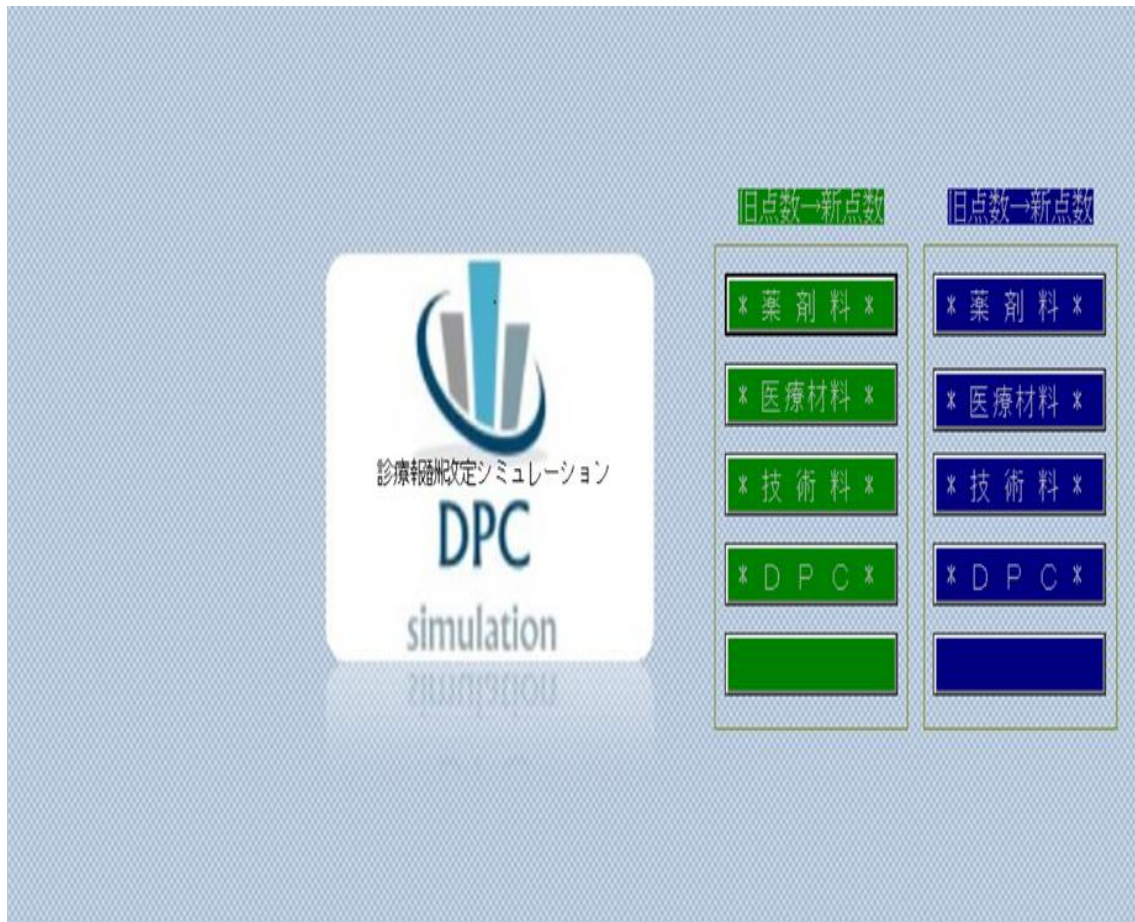 旧点数→新点数
旧点数→新点数
* 薬 剤 料 *
* 薬 剤 料 *
* 医療材料 *
* 医療材料 *
* 技 術 料 *
* 技 術 料 *
* D P C *
* D P C *
診療報酬改定シミュレーション
DPC
simulation